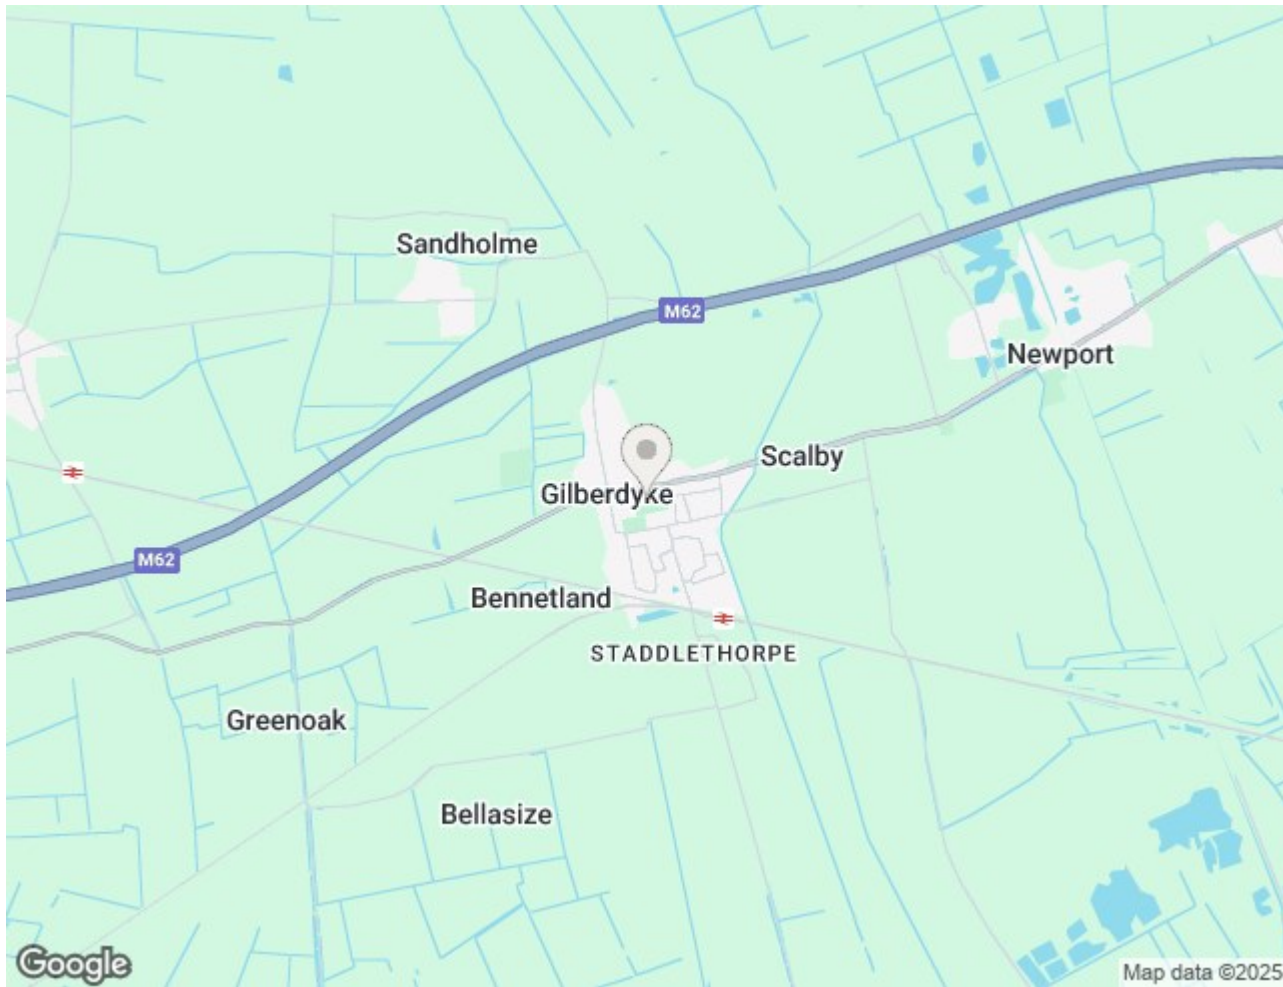 Sandholme
M62
Newport
Scalby
Gilberdyke
M62
Bennetland
STADDLETHORPE
Greenoak
Bellasize
Google
Map data ©2025